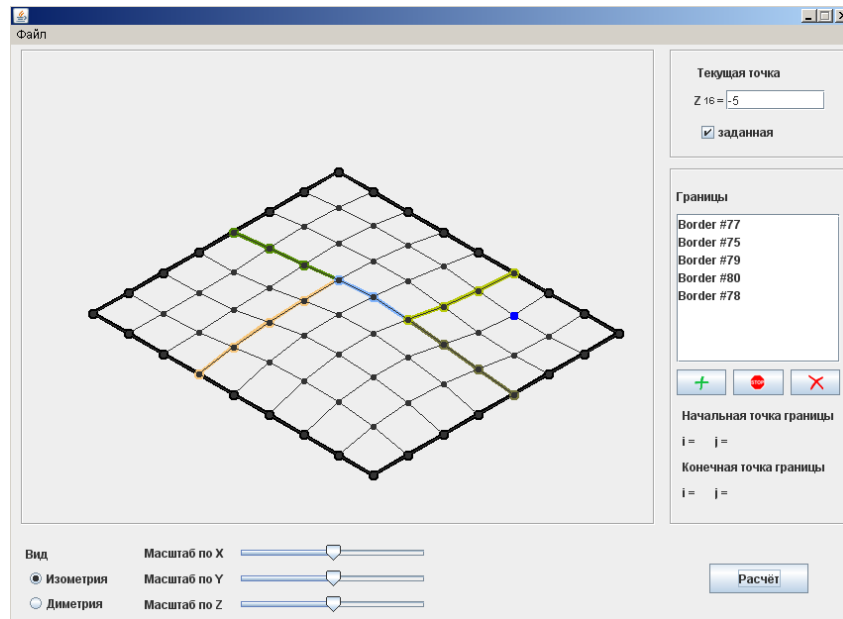 Файл
Текущая точка
Z 16 = -5
заданная
Границы
Border #77
Border #75
Border #79
Border #80
Border #78
STOP
Начальная точка границы
i = j =
Конечная точка границы
i = j =
Вид
Изометрия
Диметрия
Масштаб по X
Масштаб по Y
Масштаб по Z
Расчёт